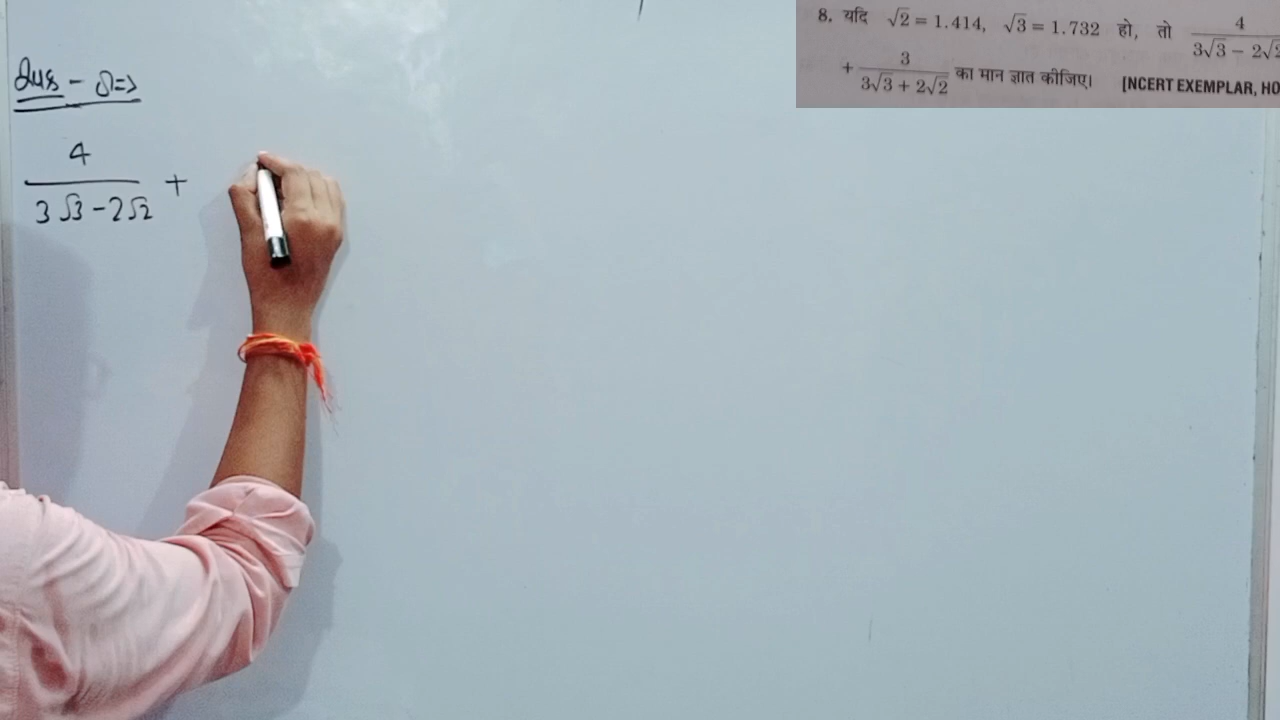 8. यदि √2 = 1.414, √3 = 1.732 हो, तो 4/(3√3 − 2√2
+ 3/(3√3 + 2√2) का मान ज्ञात कीजिए। [NCERT EXEMPLAR, HO
Ques - 8⇒
4/(3√3 - 2√2) +